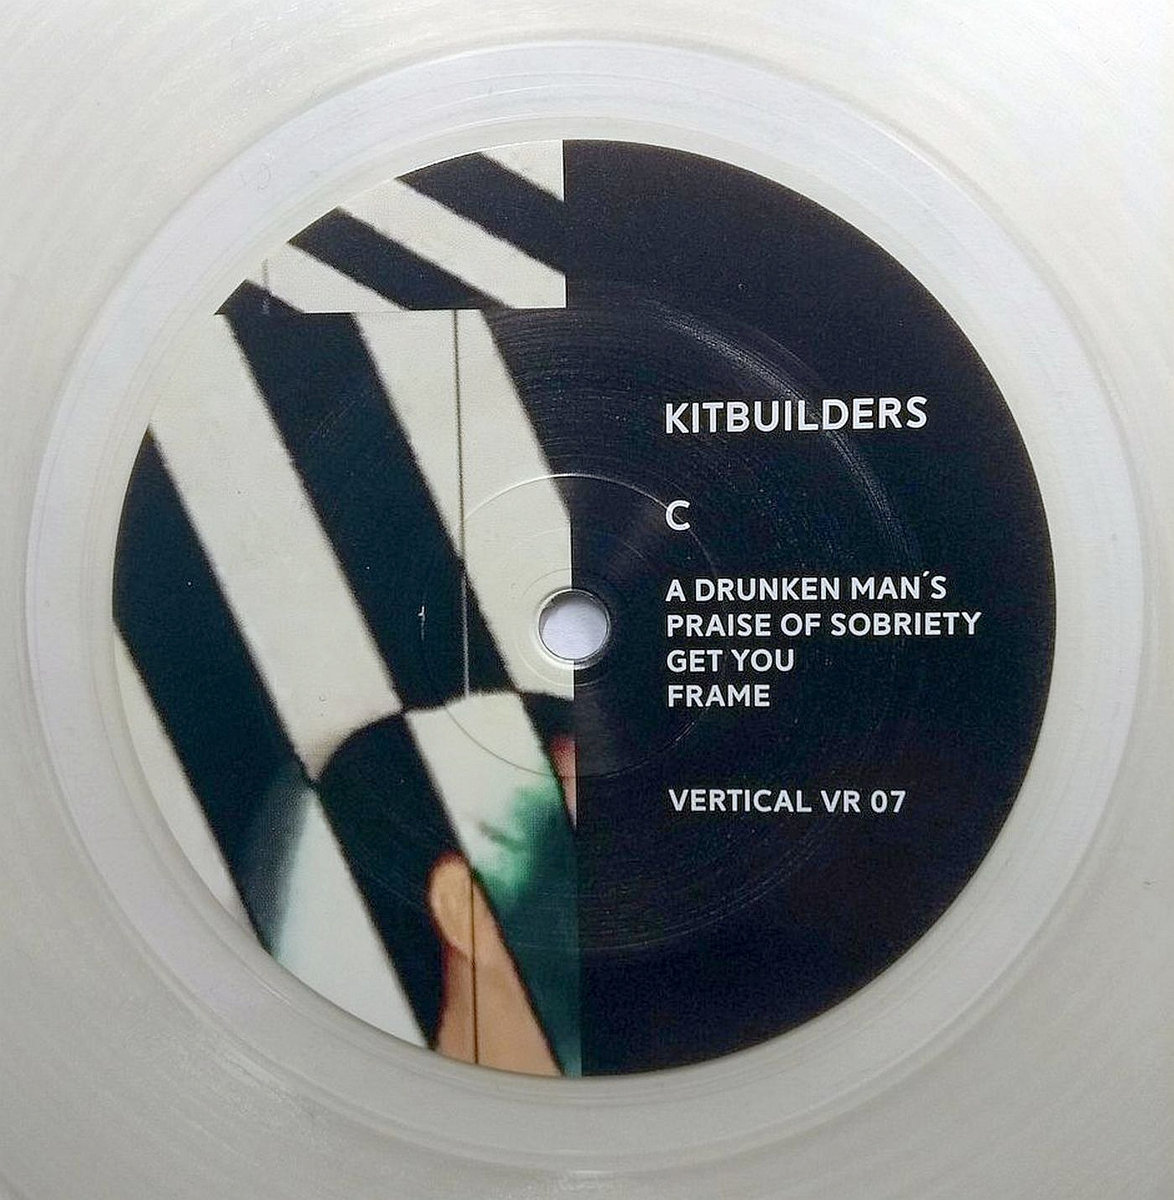 KITBUILDERS
C
A DRUNKEN MAN´S
PRAISE OF SOBRIETY
GET YOU
FRAME
VERTICAL VR 07